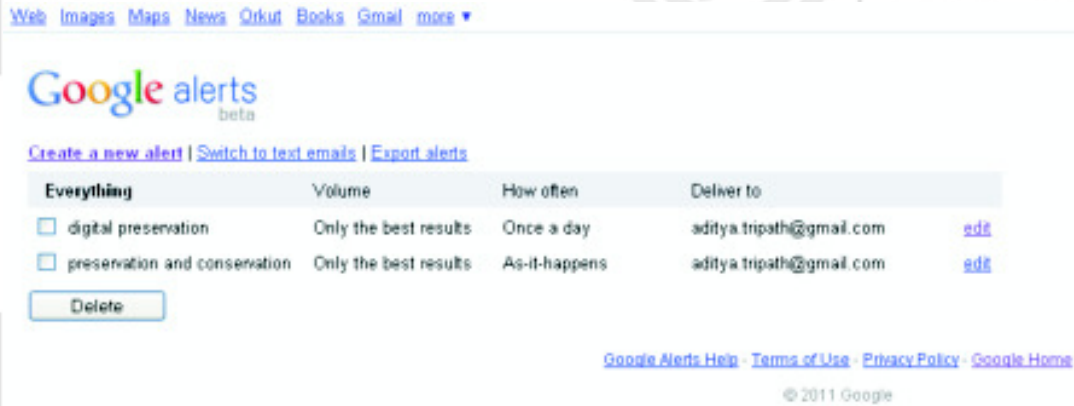 Web Images Maps News Orkut Books Gmail more ▼
Google alerts
beta
Create a new alert | Switch to text emails | Export alerts
Everything Volume How often Deliver to
digital preservation Only the best results Once a day aditya.tripath@gmail.com edit
preservation and conservation Only the best results As-it-happens aditya.tripath@gmail.com edit
Delete
Google Alerts Help - Terms of Use - Privacy Policy - Google Home
© 2011 Google